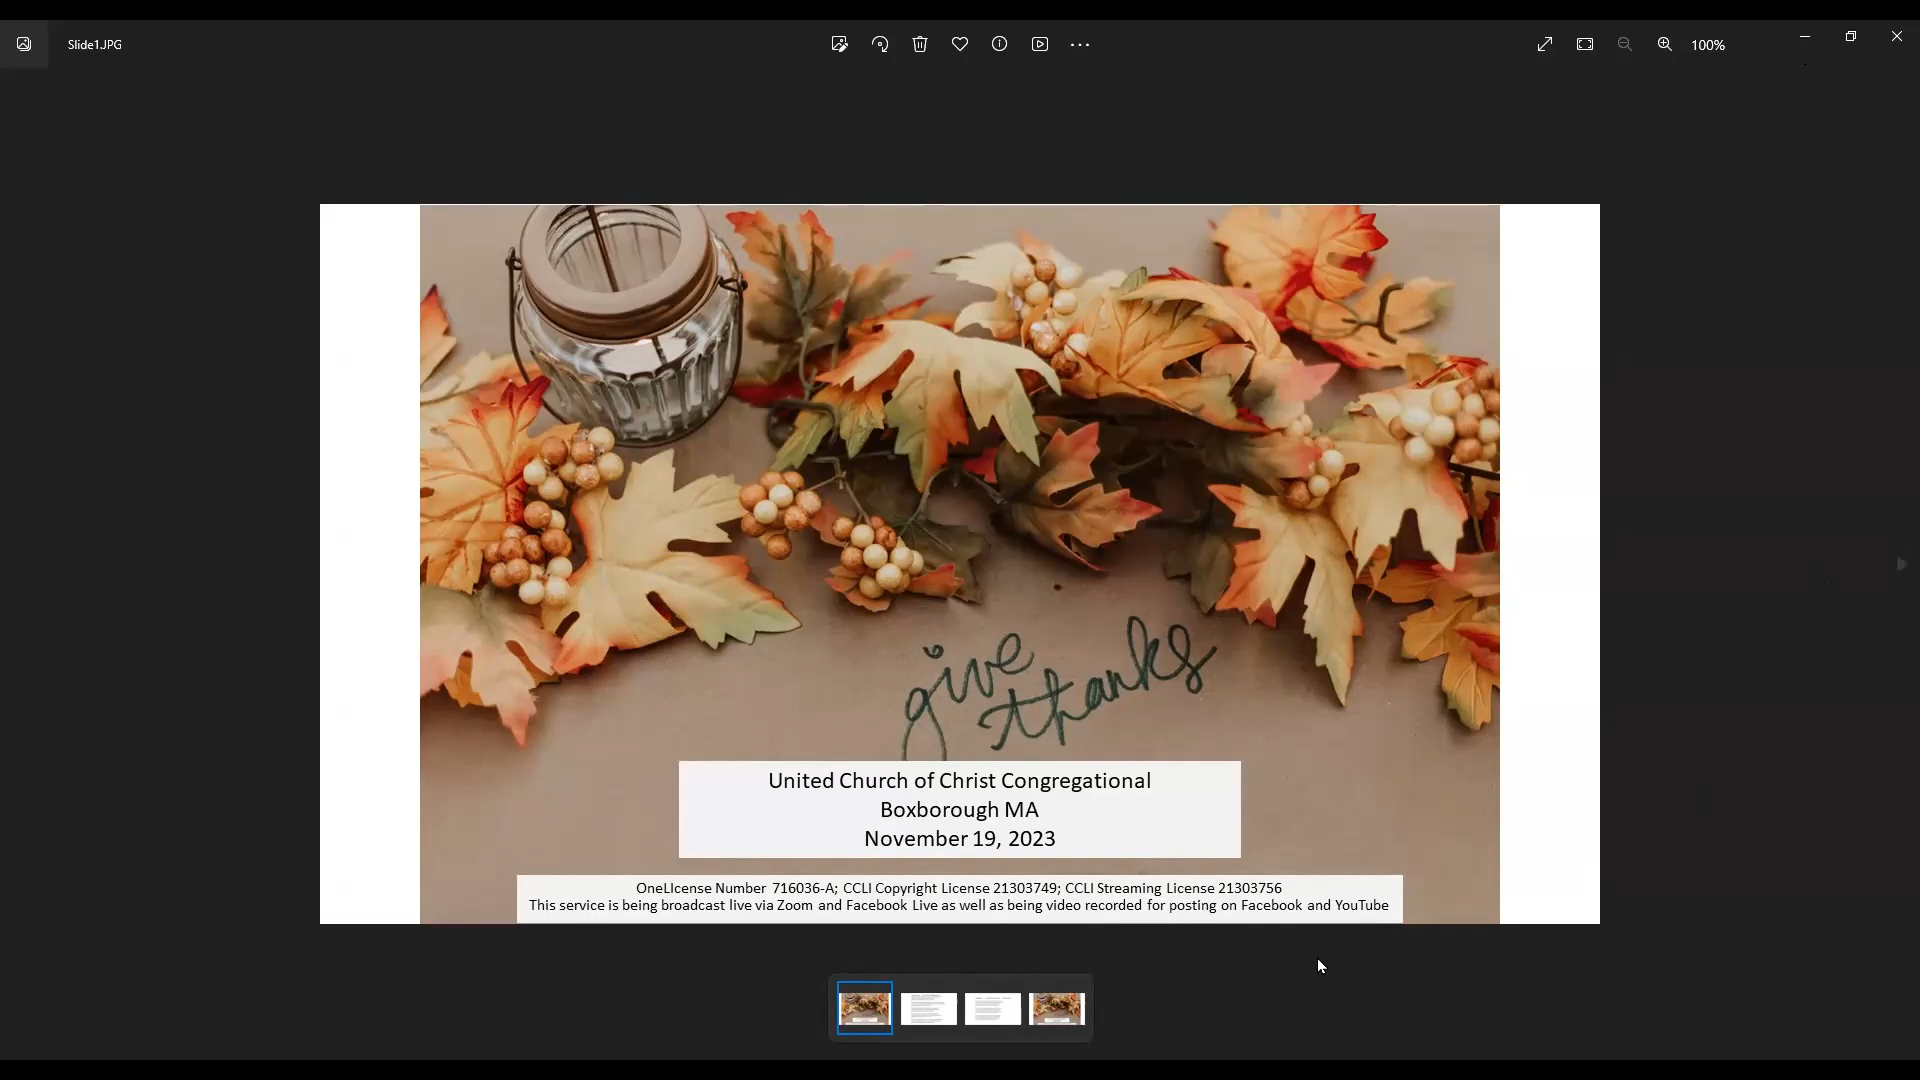 Slide1.JPG
100%
give
thanks
United Church of Christ Congregational
Boxborough MA
November 19, 2023
OneLIcense Number 716036-A; CCLI Copyright License 21303749; CCLI Streaming License 21303756
This service is being broadcast live via Zoom and Facebook Live as well as being video recorded for posting on Facebook and YouTube